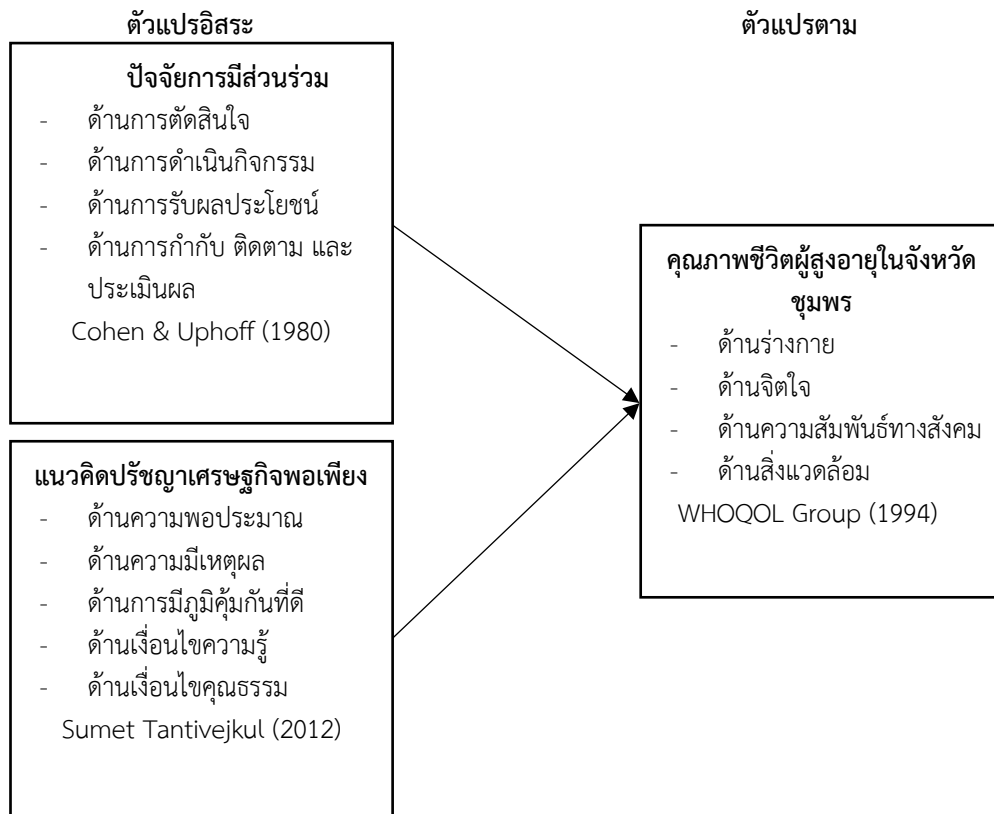 ตัวแปรอิสระ
ปัจจัยการมีส่วนร่วม
- ด้านการตัดสินใจ
- ด้านการดำเนินกิจกรรม
- ด้านการรับผลประโยชน์
- ด้านการกำกับ ติดตาม และ
ประเมินผล
Cohen & Uphoff (1980)
แนวคิดปรัชญาเศรษฐกิจพอเพียง
- ด้านความพอประมาณ
- ด้านความมีเหตุผล
- ด้านการมีภูมิคุ้มกันที่ดี
- ด้านเงื่อนไขความรู้
- ด้านเงื่อนไขคุณธรรม
Sumet Tantivejkul (2012)
ตัวแปรตาม
คุณภาพชีวิตผู้สูงอายุในจังหวัด
ชุมพร
- ด้านร่างกาย
- ด้านจิตใจ
- ด้านความสัมพันธ์ทางสังคม
- ด้านสิ่งแวดล้อม
WHOQOL Group (1994)